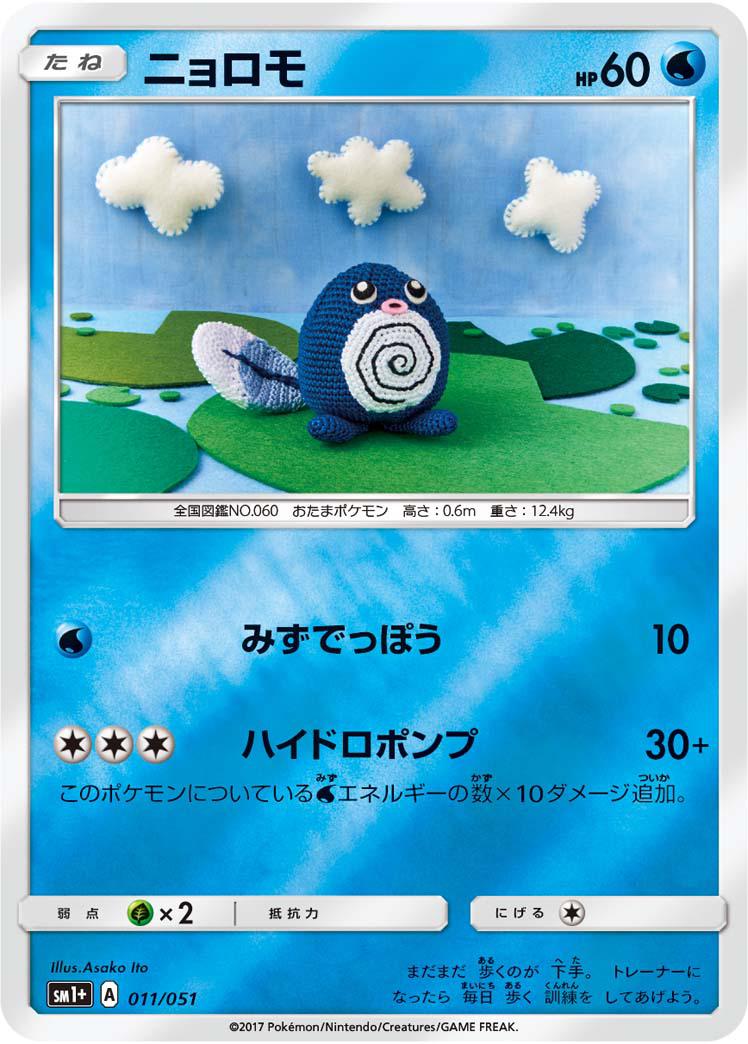 たね ニョロモ HP60
全国図鑑NO.060 おたまポケモン 高さ:0.6m 重さ:12.4kg
みずでっぽう 10
ハイドロポンプ 30+
このポケモンについているエネルギーの数×10ダメージ追加。
弱点 ×2 抵抗力 にげる
Illus.Asako Ito
SM1+ A 011/051
まだまだ 歩くのが 下手。 トレーナーに
なったら 毎日 歩く 訓練を してあげよう。
©2017 Pokémon/Nintendo/Creatures/GAME FREAK.